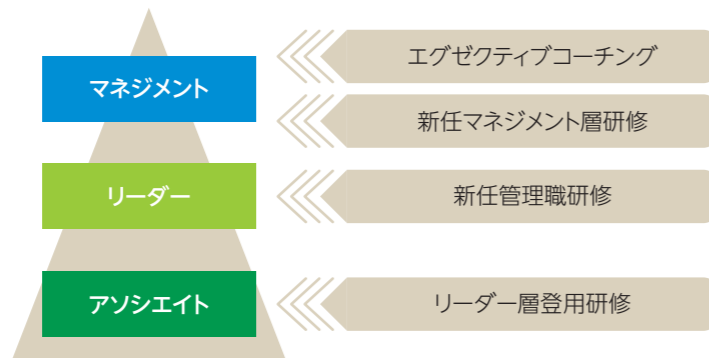 エグゼクティブコーチング
マネジメント
新任マネジメント層研修
リーダー
新任管理職研修
アソシエイト
リーダー層登用研修